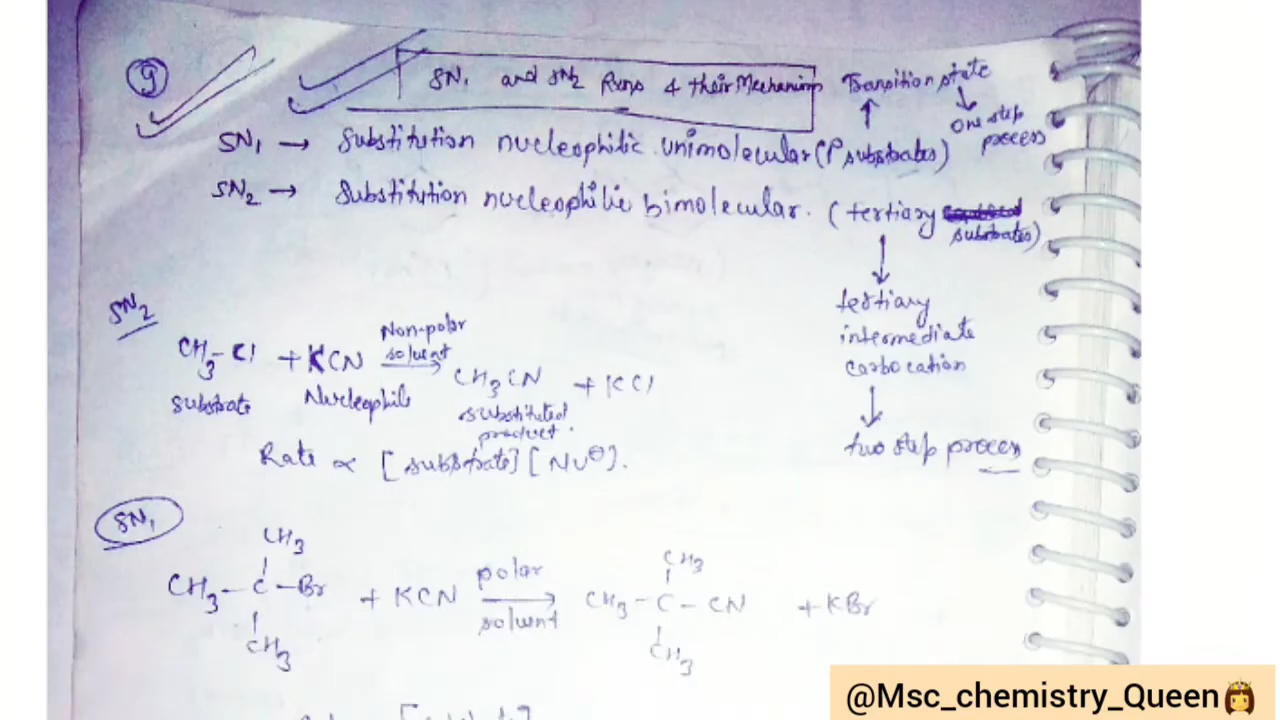 9
SN1 and SN2 Rxns & their Mechanisms
Transition state
↓
one step
process
SN1 → Substitution nucleophilic unimolecular (P substrates)
SN2 → Substitution nucleophilic bimolecular. (tertiary substrates)
tertiary
intermediate
carbocation
↓
two step process
SN2
CH3-Cl + KCN Non-polar solvent → CH3CN + KCl
Substrate Nucleophile substituted product.
Rate ∝ [substrate] [Nu⊖].
SN1
CH3
CH3-C-Br + KCN polar solvent → CH3-C-CN + KBr
CH3
CH3
CH3
@Msc_chemistry_Queen👸